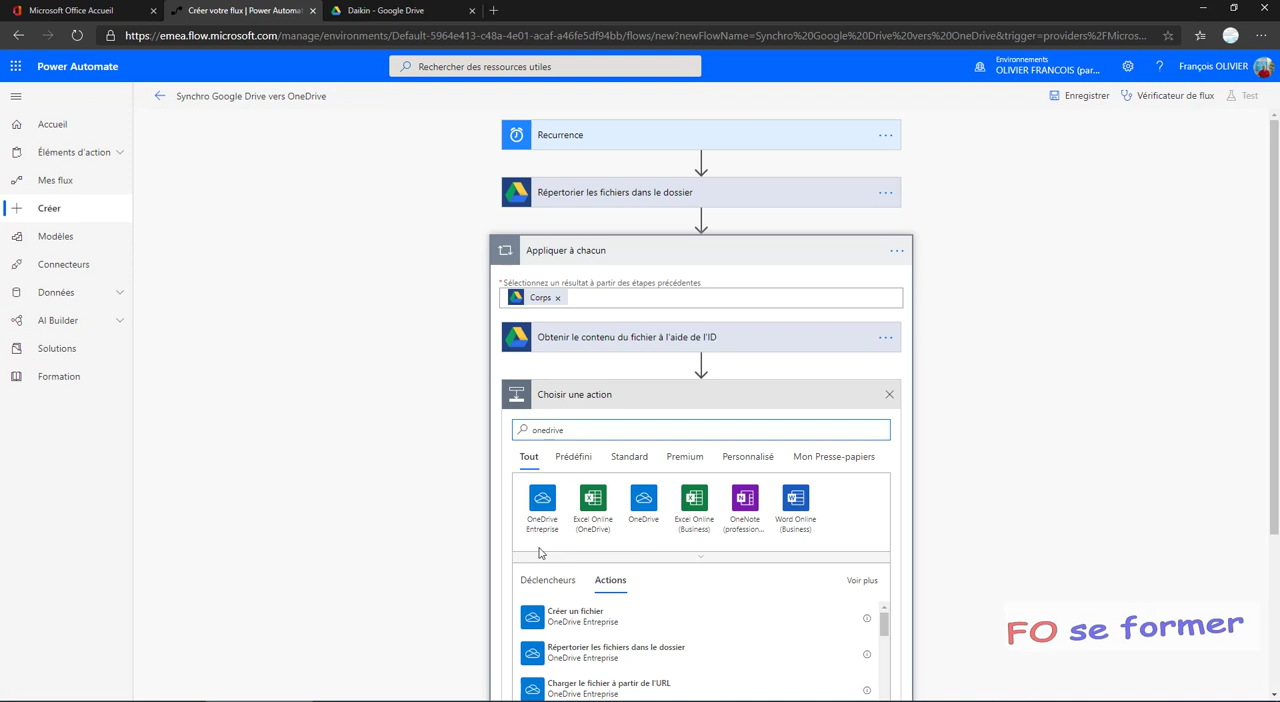 Microsoft Office Accueil
Créer votre flux | Power Automat
Daikin - Google Drive
https://emea.flow.microsoft.com/manage/environments/Default-5964e413-c48a-4e01-acaf-a46fe5df94bb/flows/new?newFlowName=Synchro%20Google%20Drive%20vers%20OneDrive&trigger=providers%2FMicros...
Power Automate
Rechercher des ressources utiles
Environnements
OLIVIER FRANCOIS (par...
François OLIVIER
Synchro Google Drive vers OneDrive
Enregistrer
Vérificateur de flux
Test
Accueil
Éléments d'action
Mes flux
Créer
Modèles
Connecteurs
Données
AI Builder
Solutions
Formation
Recurrence
Répertorier les fichiers dans le dossier
Appliquer à chacun
*Sélectionnez un résultat à partir des étapes précédentes
Corps
Obtenir le contenu du fichier à l'aide de l'ID
Choisir une action
onedrive
Tout Prédéfini Standard Premium Personnalisé Mon Presse-papiers
OneDrive Entreprise
Excel Online (OneDrive)
OneDrive
Excel Online (Business)
OneNote (profession...
Word Online (Business)
Déclencheurs Actions Voir plus
Créer un fichier
OneDrive Entreprise
Répertorier les fichiers dans le dossier
OneDrive Entreprise
Charger le fichier à partir de l'URL
OneDrive Entreprise
FO se former